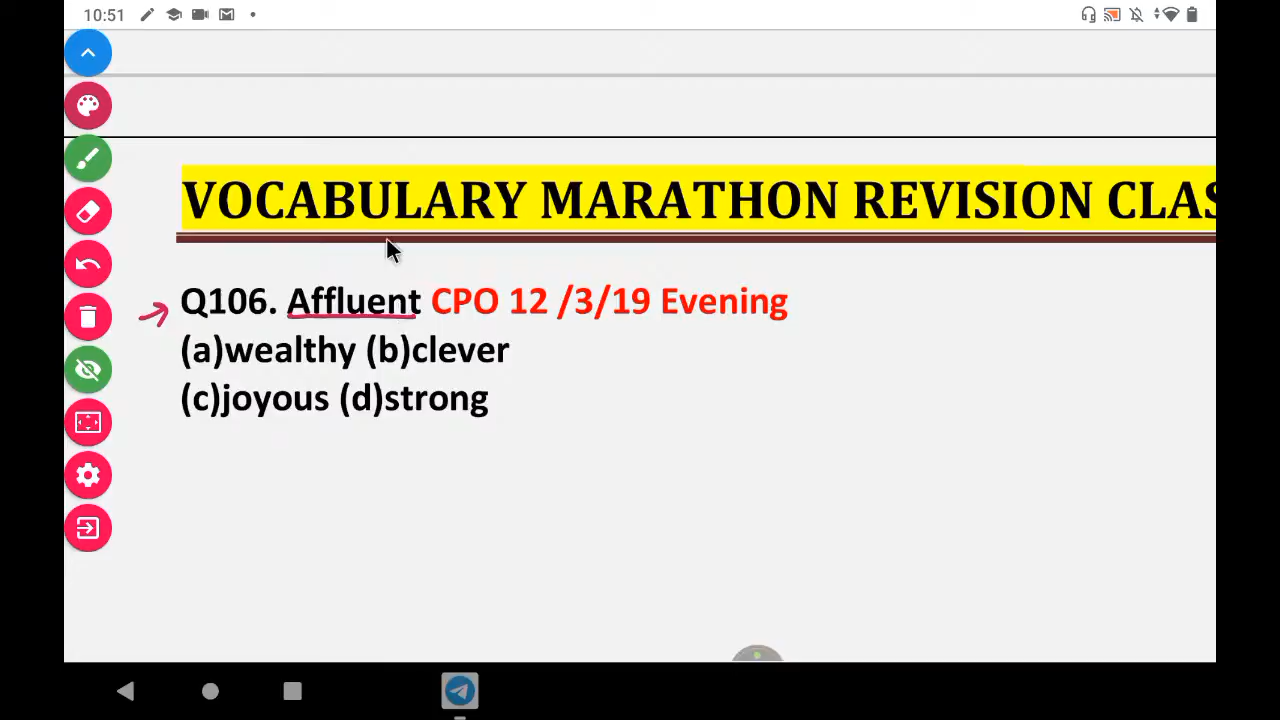 10:51
VOCABULARY MARATHON REVISION CLAS
Q106. Affluent CPO 12 /3/19 Evening
(a)wealthy (b)clever
(c)joyous (d)strong